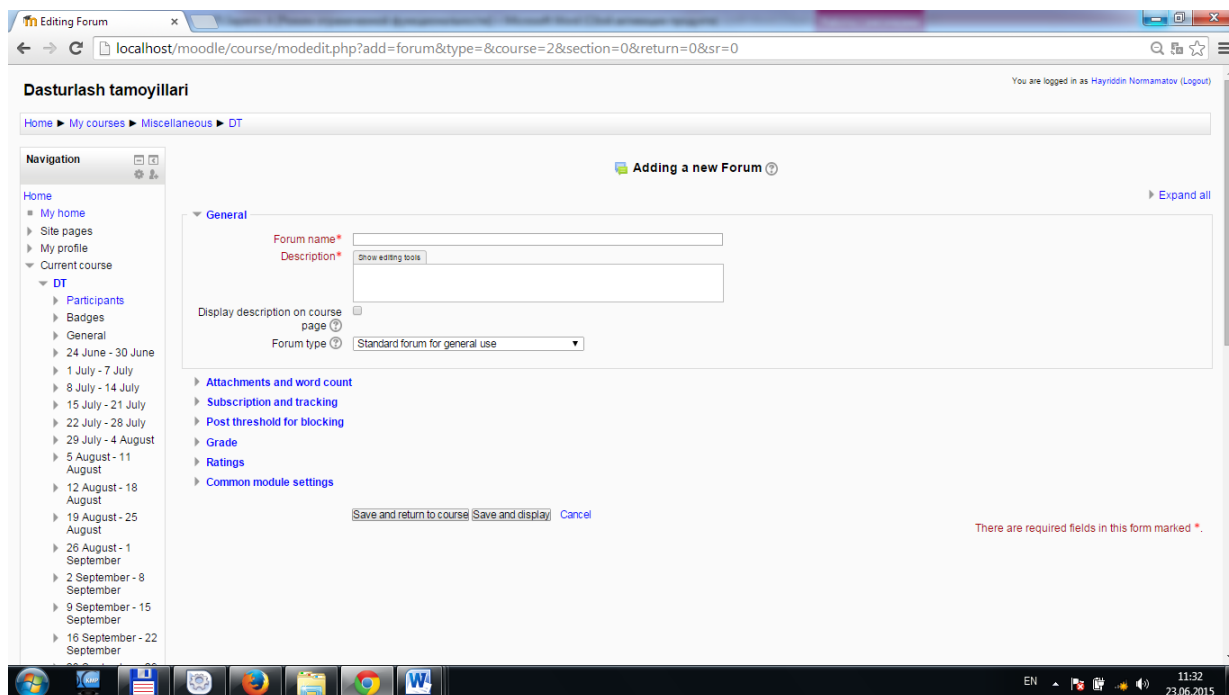 Editing Forum
localhost/moodle/course/modedit.php?add=forum&type=&course=2&section=0&return=0&sr=0
Dasturlash tamoyillari
You are logged in as Hayriddin Normamatov (Logout)
Home ► My courses ► Miscellaneous ► DT
Navigation
Home
My home
Site pages
My profile
Current course
DT
Participants
Badges
General
24 June - 30 June
1 July - 7 July
8 July - 14 July
15 July - 21 July
22 July - 28 July
29 July - 4 August
5 August - 11
August
12 August - 18
August
19 August - 25
August
26 August - 1
September
2 September - 8
September
9 September - 15
September
16 September - 22
September
Adding a new Forum
Expand all
General
Forum name*
Description* Show editing tools
Display description on course
page
Forum type Standard forum for general use
Attachments and word count
Subscription and tracking
Post threshold for blocking
Grade
Ratings
Common module settings
Save and return to course Save and display Cancel
There are required fields in this form marked *.
EN 11:32
23.06.2015